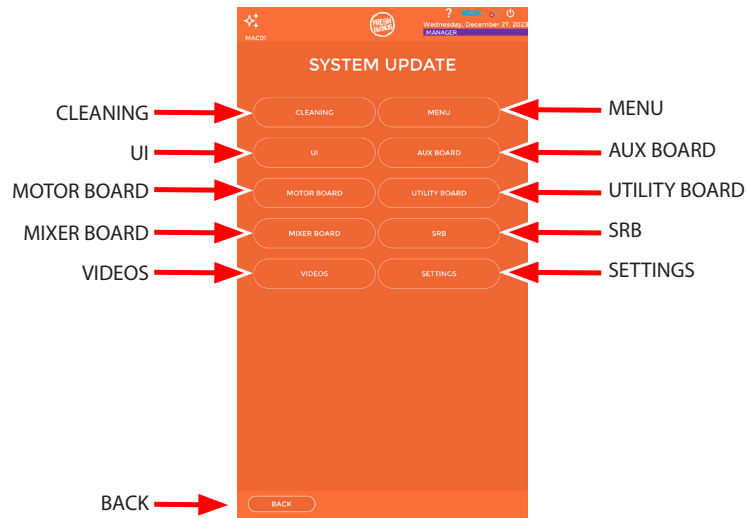 ?
MAC01
FRESH BLENDS
Wednesday, December 27, 2023
MANAGER
SYSTEM UPDATE
CLEANING CLEANING MENU MENU
UI UI AUX BOARD AUX BOARD
MOTOR BOARD MOTOR BOARD UTILITY BOARD UTILITY BOARD
MIXER BOARD MIXER BOARD SRB SRB
VIDEOS VIDEOS SETTINGS SETTINGS
BACK BACK